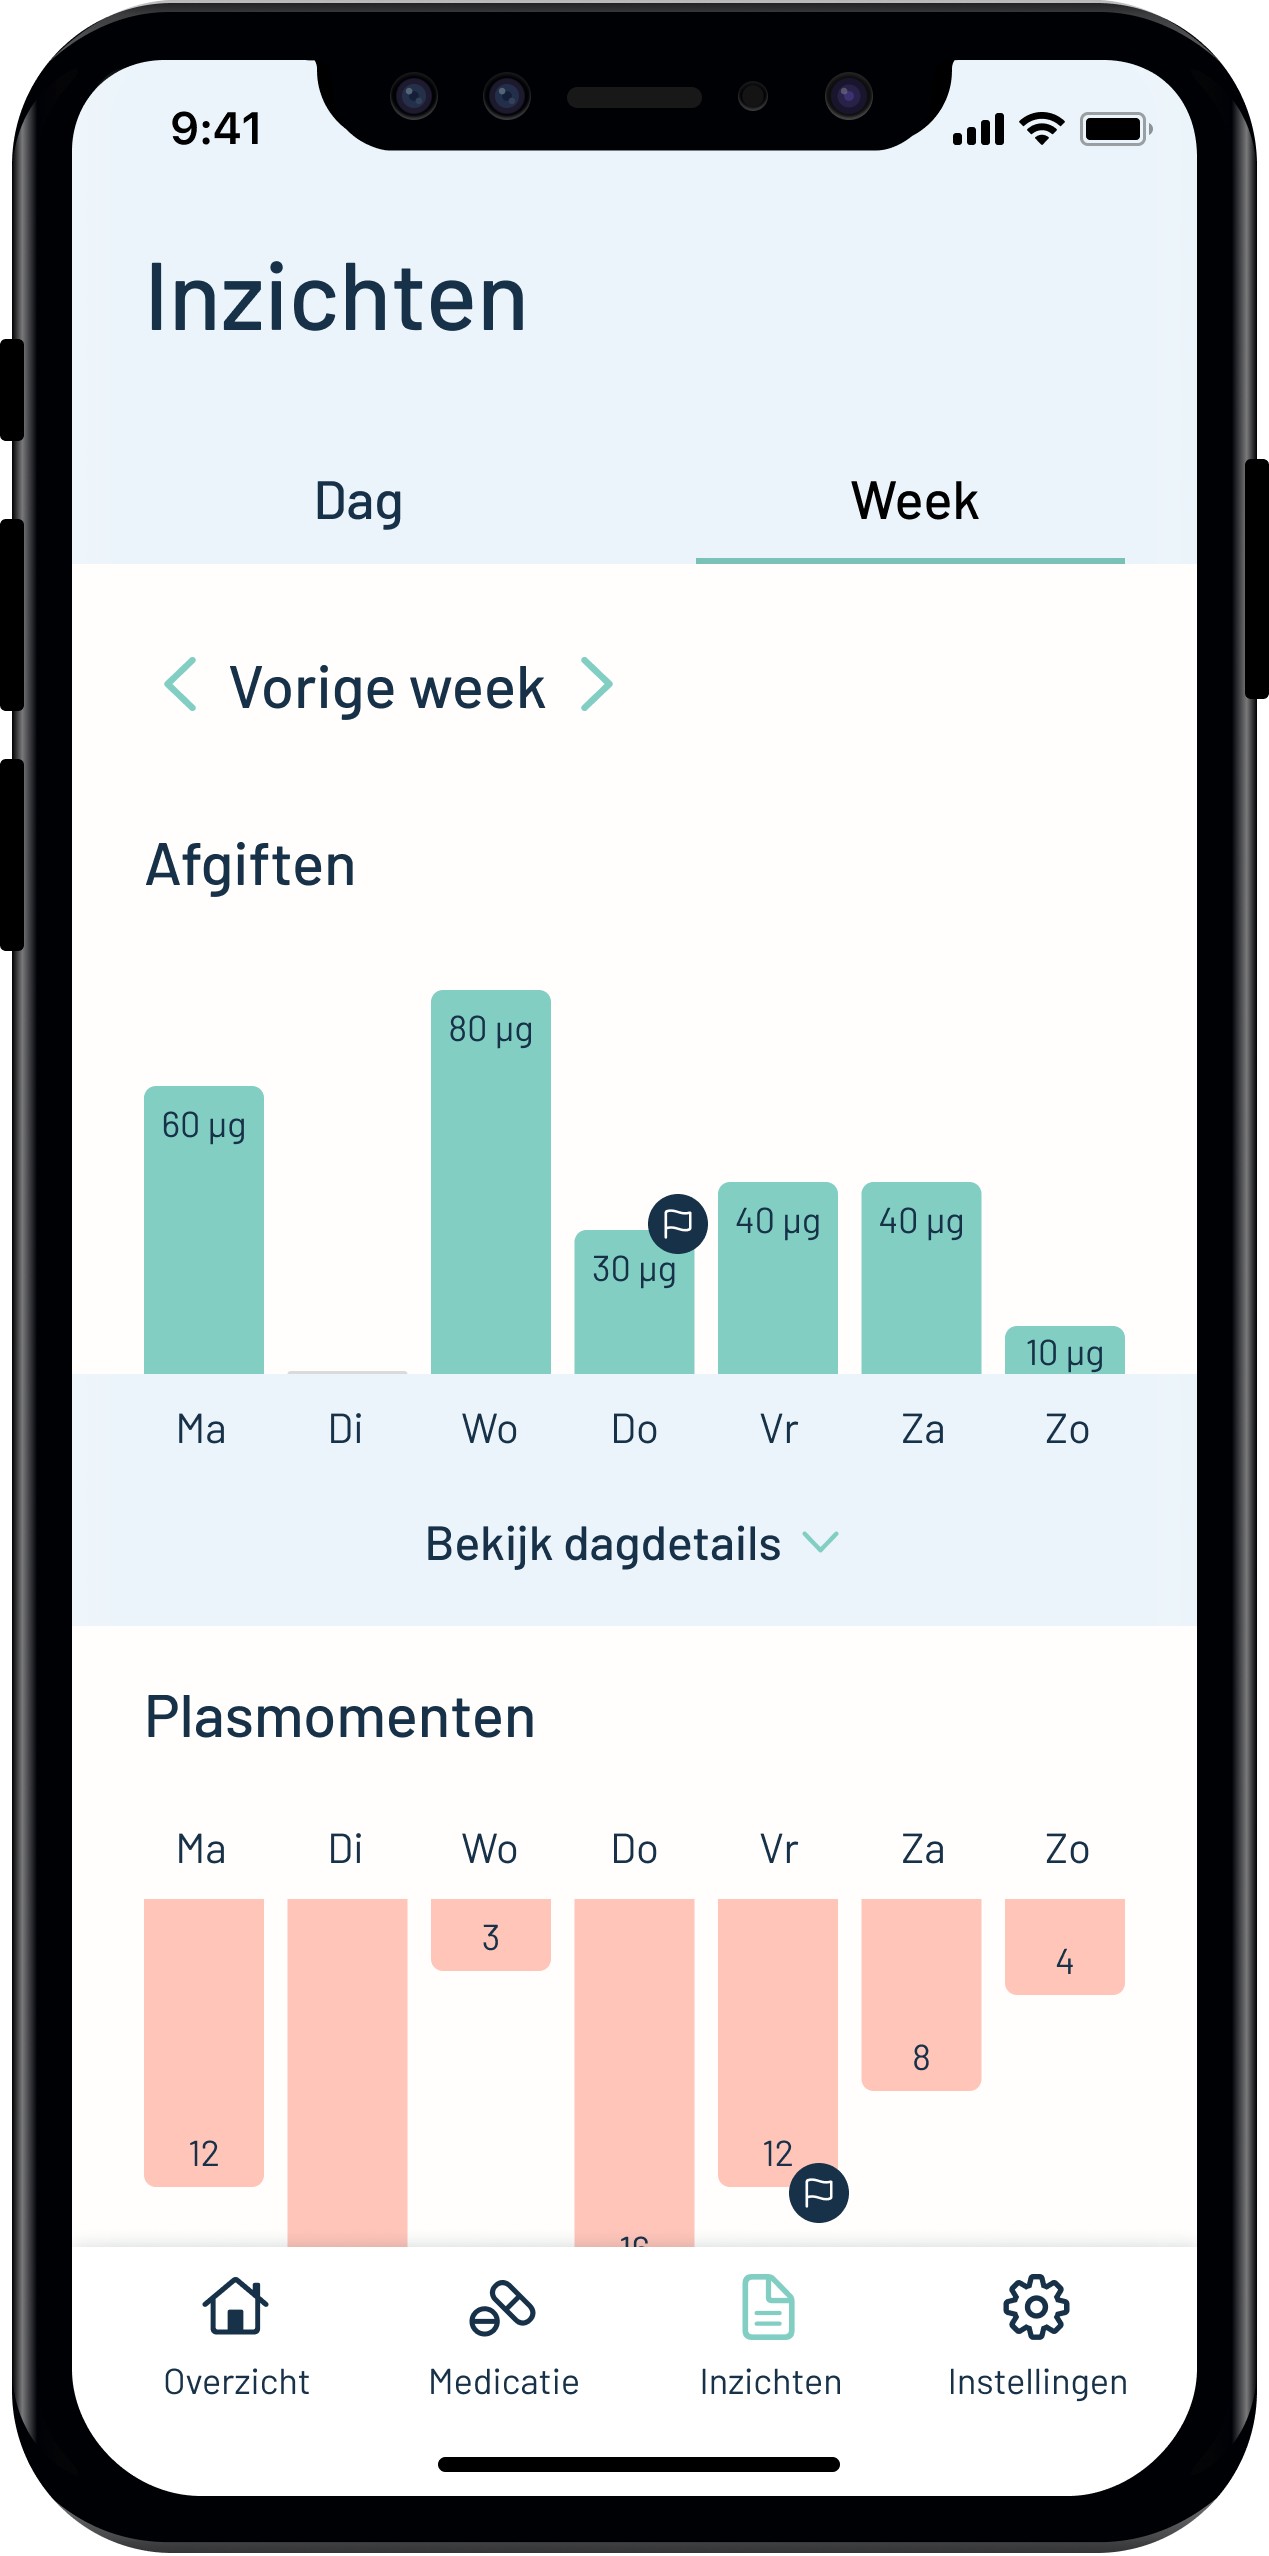 9:41
Inzichten
Dag Week
Vorige week
Afgiften
80 µg
60 µg
40 µg 40 µg
30 µg
10 µg
Ma Di Wo Do Vr Za Zo
Bekijk dagdetails
Plasmomenten
Ma Di Wo Do Vr Za Zo
3
4
8
12 12
16
Overzicht Medicatie Inzichten Instellingen